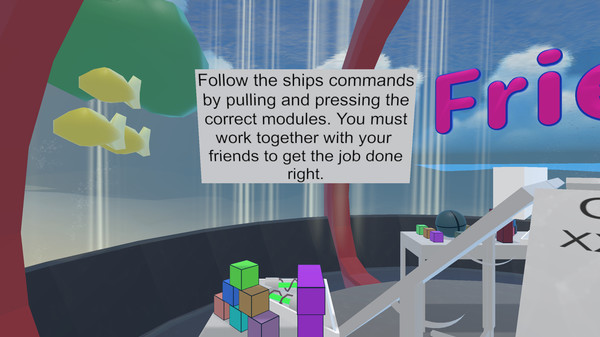 Follow the ships commands
by pulling and pressing the
correct modules. You must
work together with your
friends to get the job done
right.
Frie